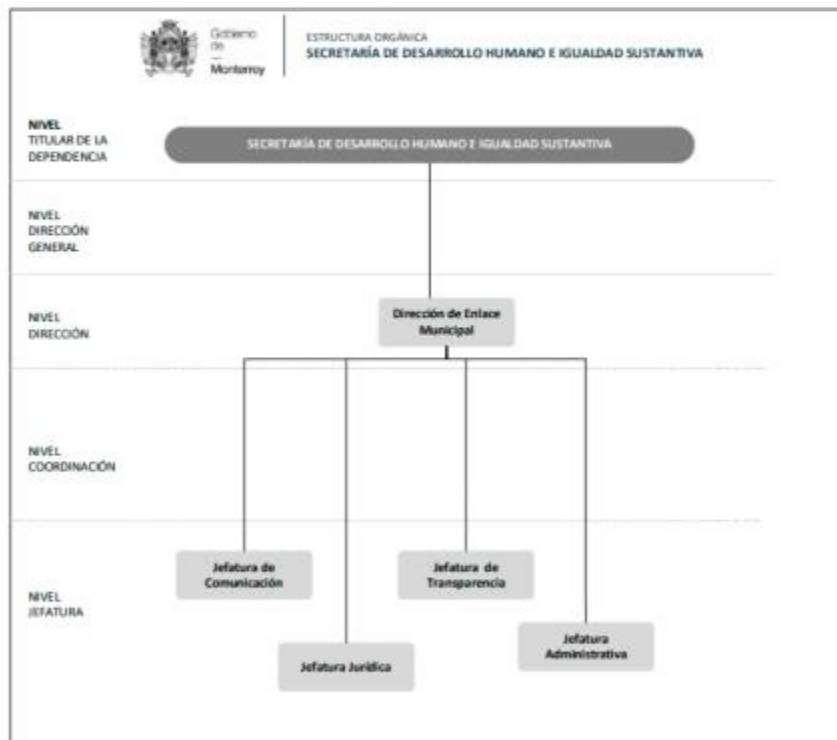 Gobierno
de
—
Monterrey
ESTRUCTURA ORGÁNICA
SECRETARÍA DE DESARROLLO HUMANO E IGUALDAD SUSTANTIVA
NIVEL
TITULAR DE LA
DEPENDENCIA
SECRETARÍA DE DESARROLLO HUMANO E IGUALDAD SUSTANTIVA
NIVEL
DIRECCIÓN
GENERAL
NIVEL
DIRECCIÓN
Dirección de Enlace
Municipal
NIVEL
COORDINACIÓN
NIVEL
JEFATURA
Jefatura de
Comunicación
Jefatura de
Transparencia
Jefatura Jurídica
Jefatura
Administrativa